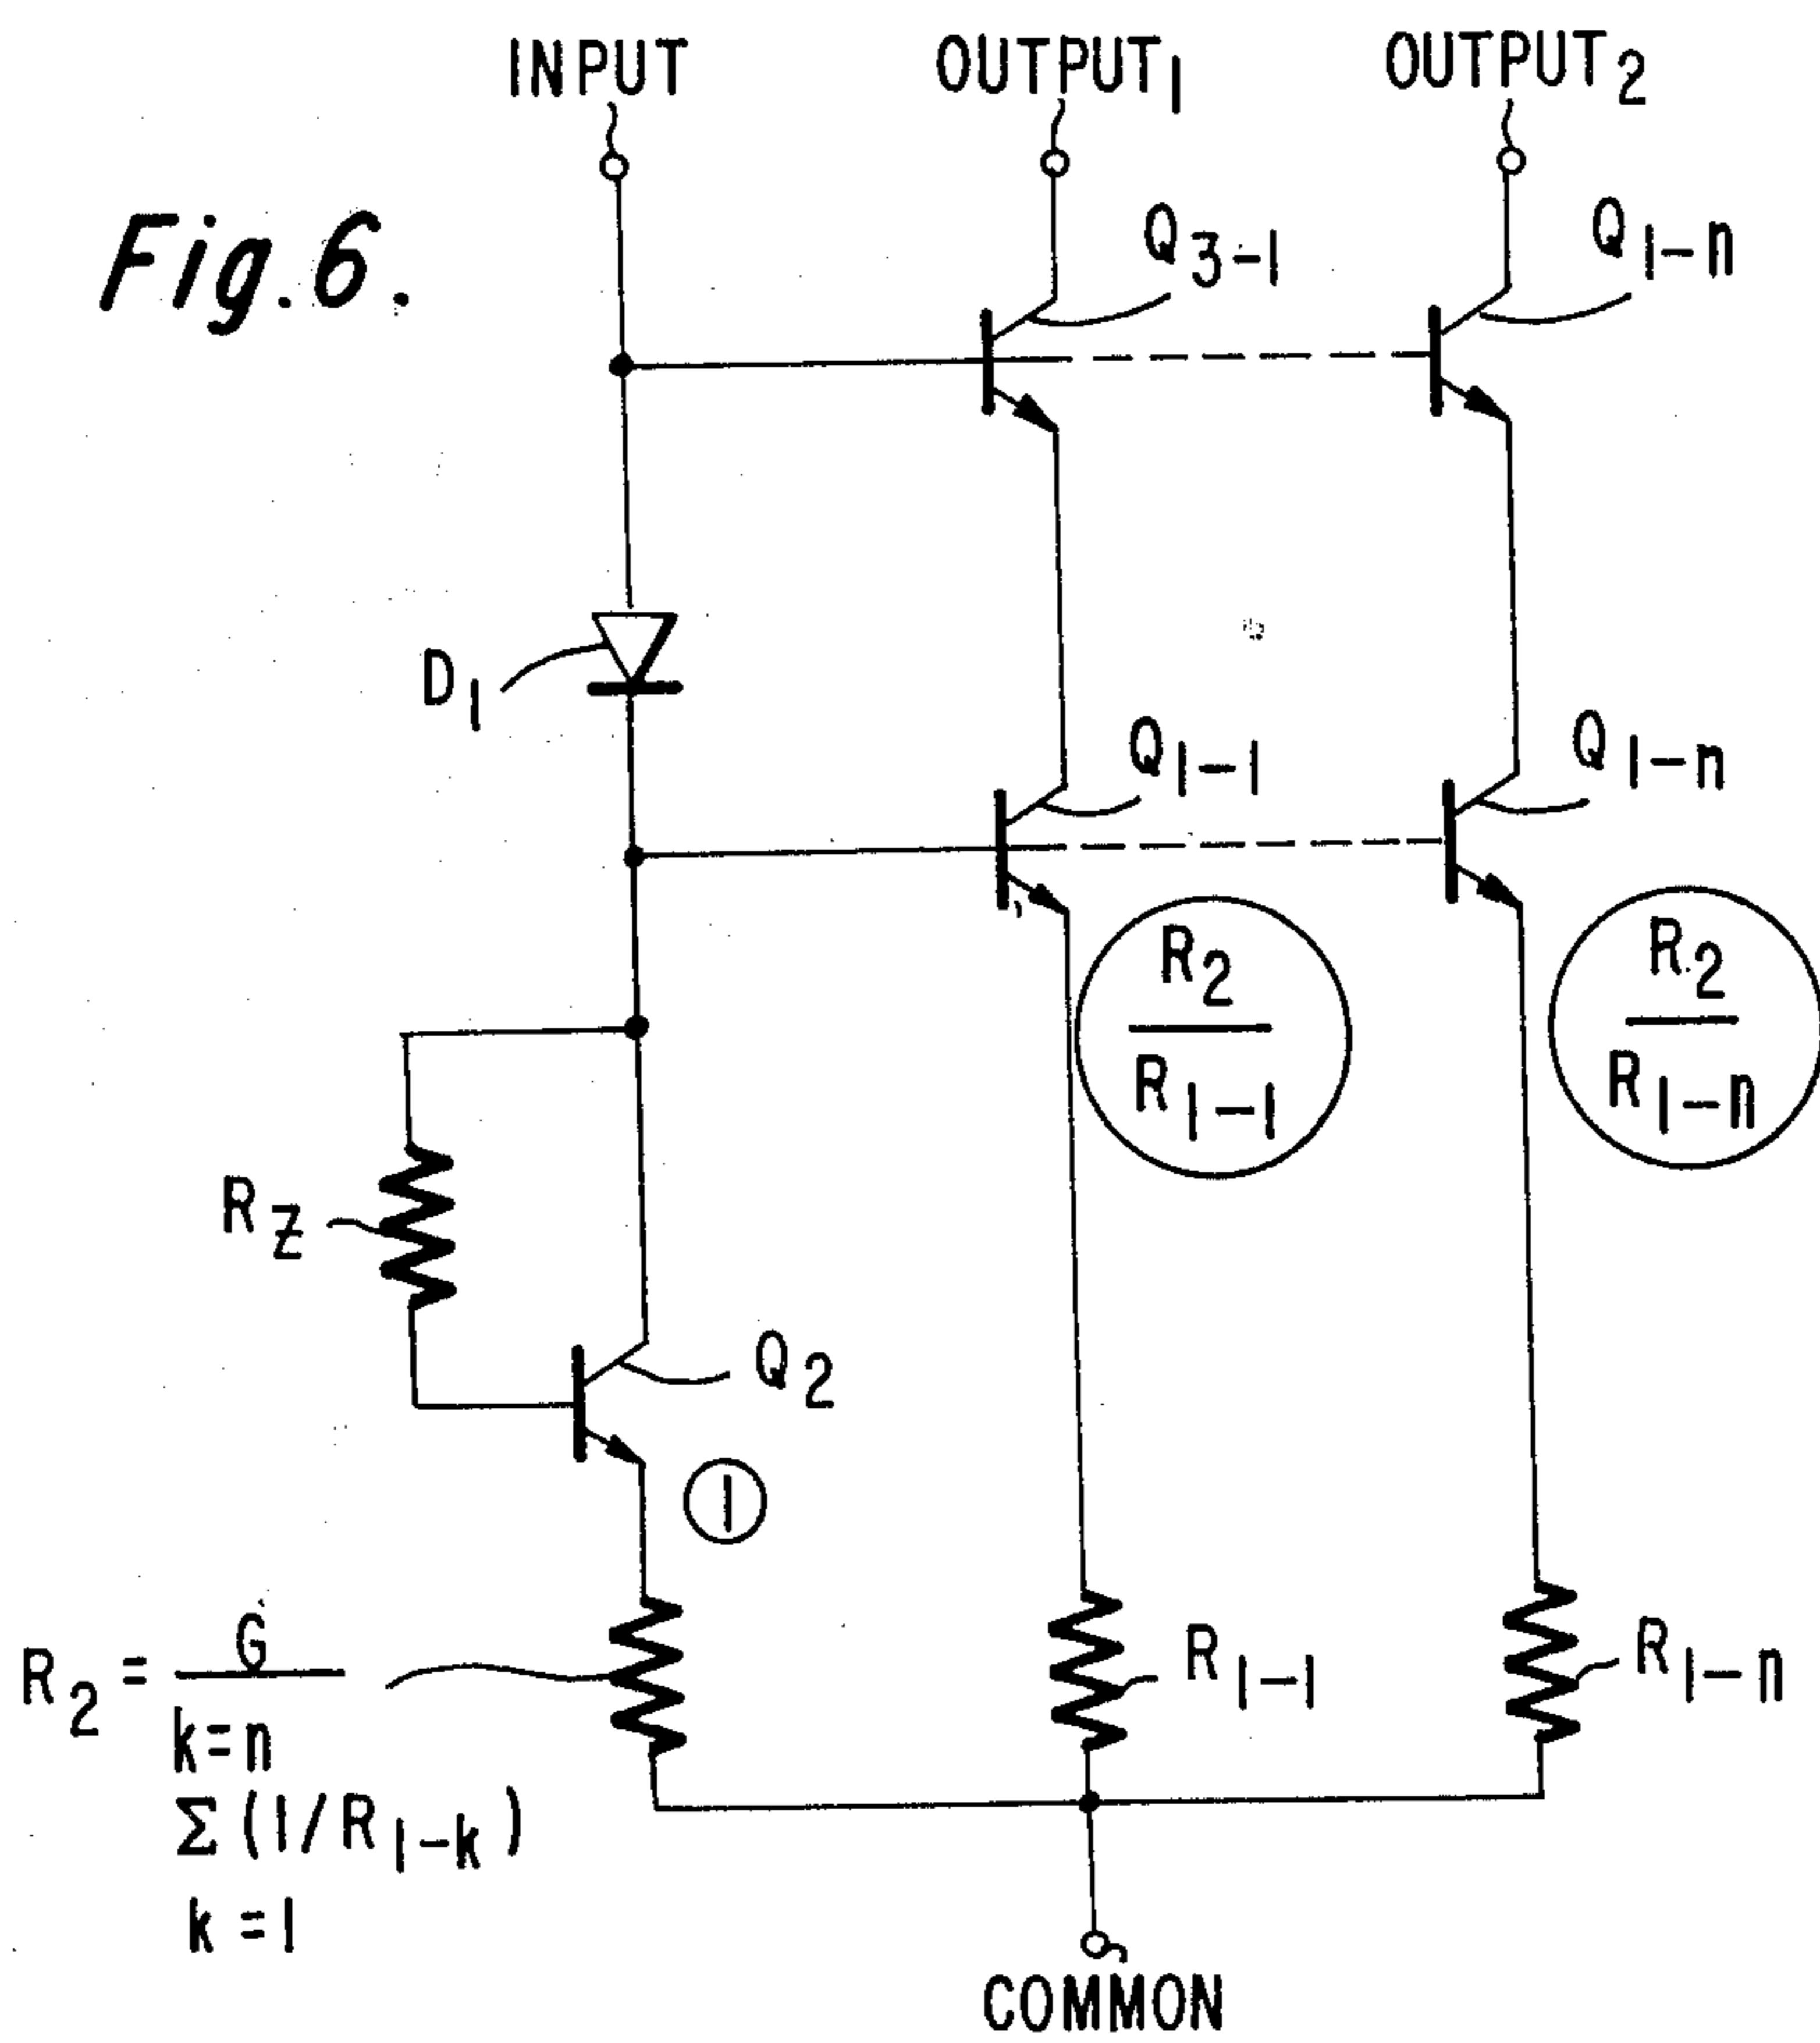 INPUT
OUTPUT1
OUTPUT2
Fig.6.
Q3-1
Q1-n
D1
Q1-1
Q1-n
R2
R1-1
R2
R1-n
RZ
Q2
1
R2 = G
k=n
Σ(1/R1-k)
k=1
R1-1
R1-n
COMMON